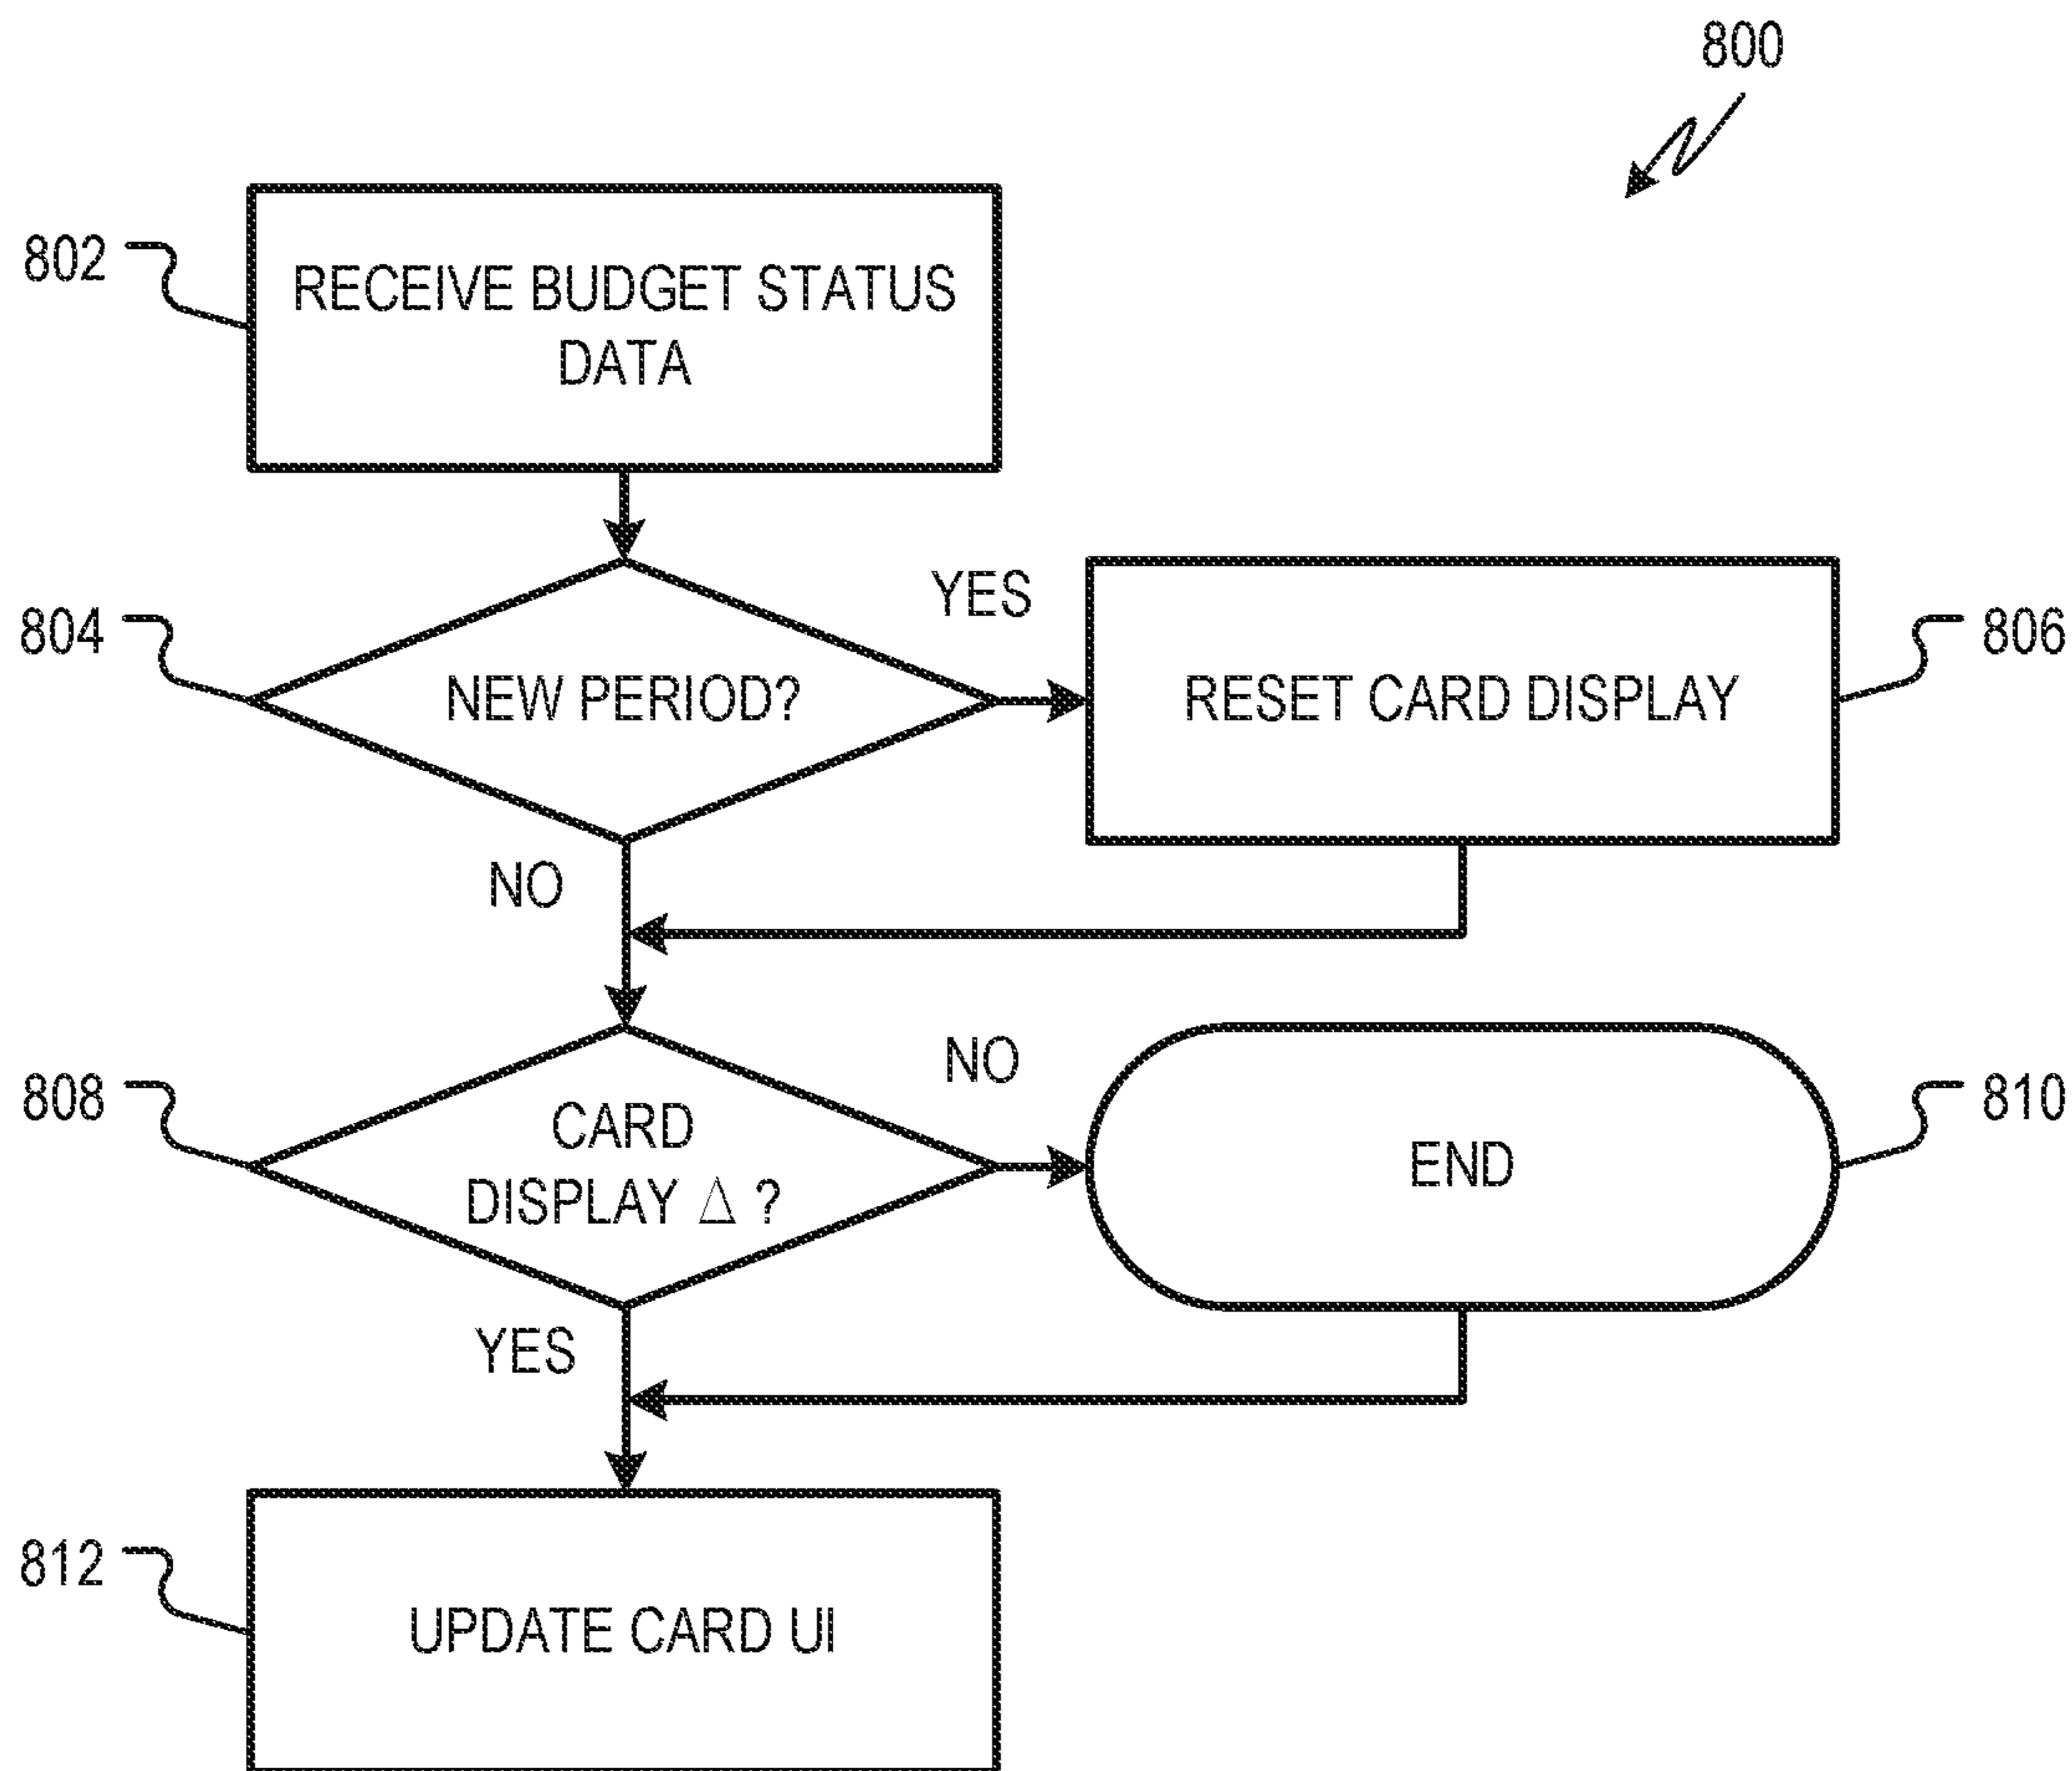 800
802
RECEIVE BUDGET STATUS
DATA
804
NEW PERIOD?
YES
RESET CARD DISPLAY
806
NO
808
CARD
DISPLAY Δ ?
NO
END
810
YES
812
UPDATE CARD UI